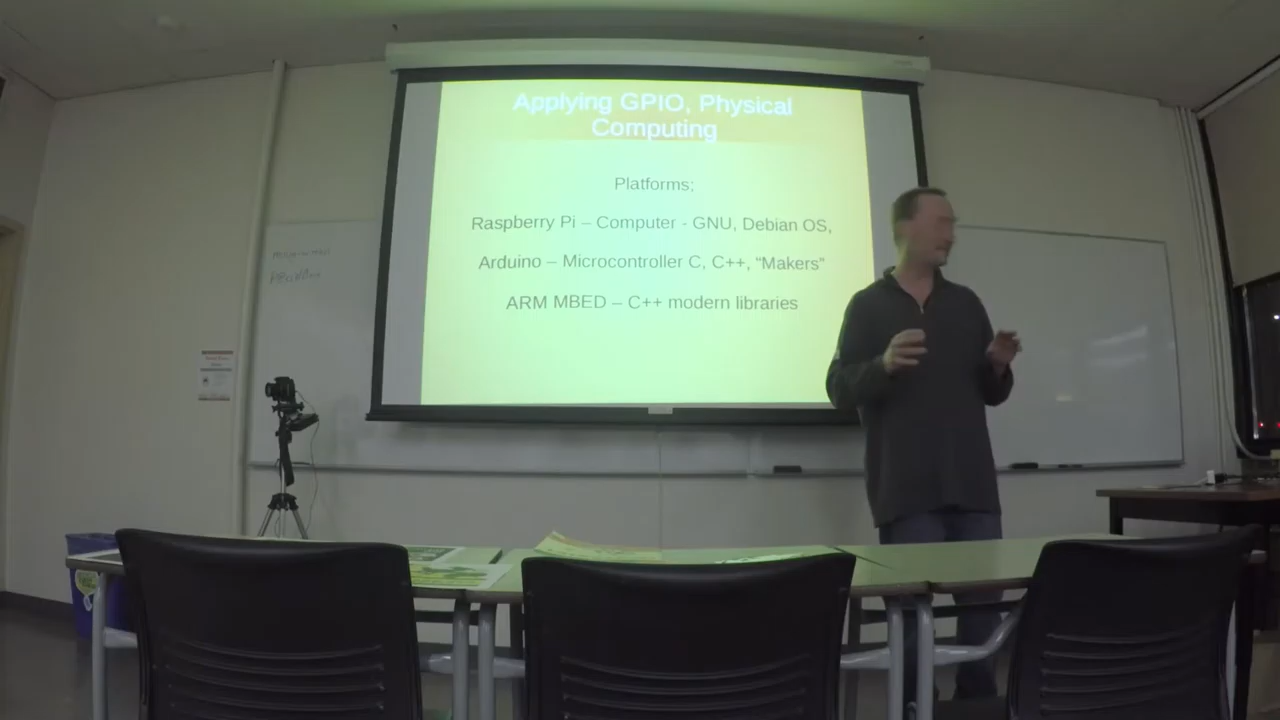 Applying GPIO, Physical
Computing
Platforms;
Raspberry Pi – Computer - GNU, Debian OS,
Arduino – Microcontroller C, C++, “Makers”
ARM MBED – C++ modern libraries